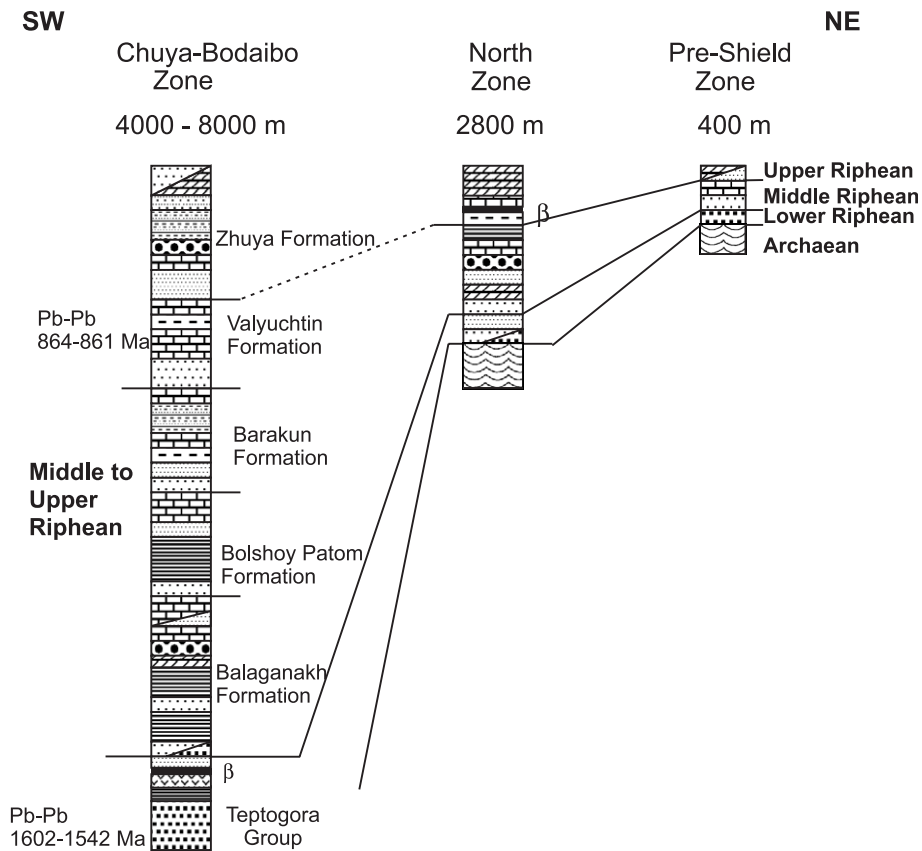 SW
NE
Chuya-Bodaibo
Zone
4000 - 8000 m
North
Zone
2800 m
Pre-Shield
Zone
400 m
Upper Riphean
Middle Riphean
Lower Riphean
Archaean
β
Zhuya Formation
Pb-Pb
864-861 Ma
Valyuchtin
Formation
Barakun
Formation
Middle to
Upper
Riphean
Bolshoy Patom
Formation
Balaganakh
Formation
β
Pb-Pb
1602-1542 Ma
Teptogora
Group